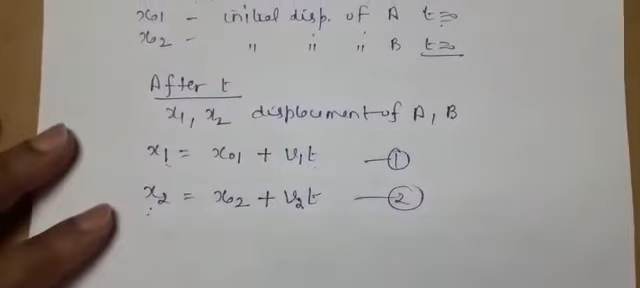 x01 - initial disp. of A t=0
x02 - " " " B t=0
After t
x1, x2 displacement of A, B
x1 = x01 + v1t —①
x2 = x02 + v2t —②